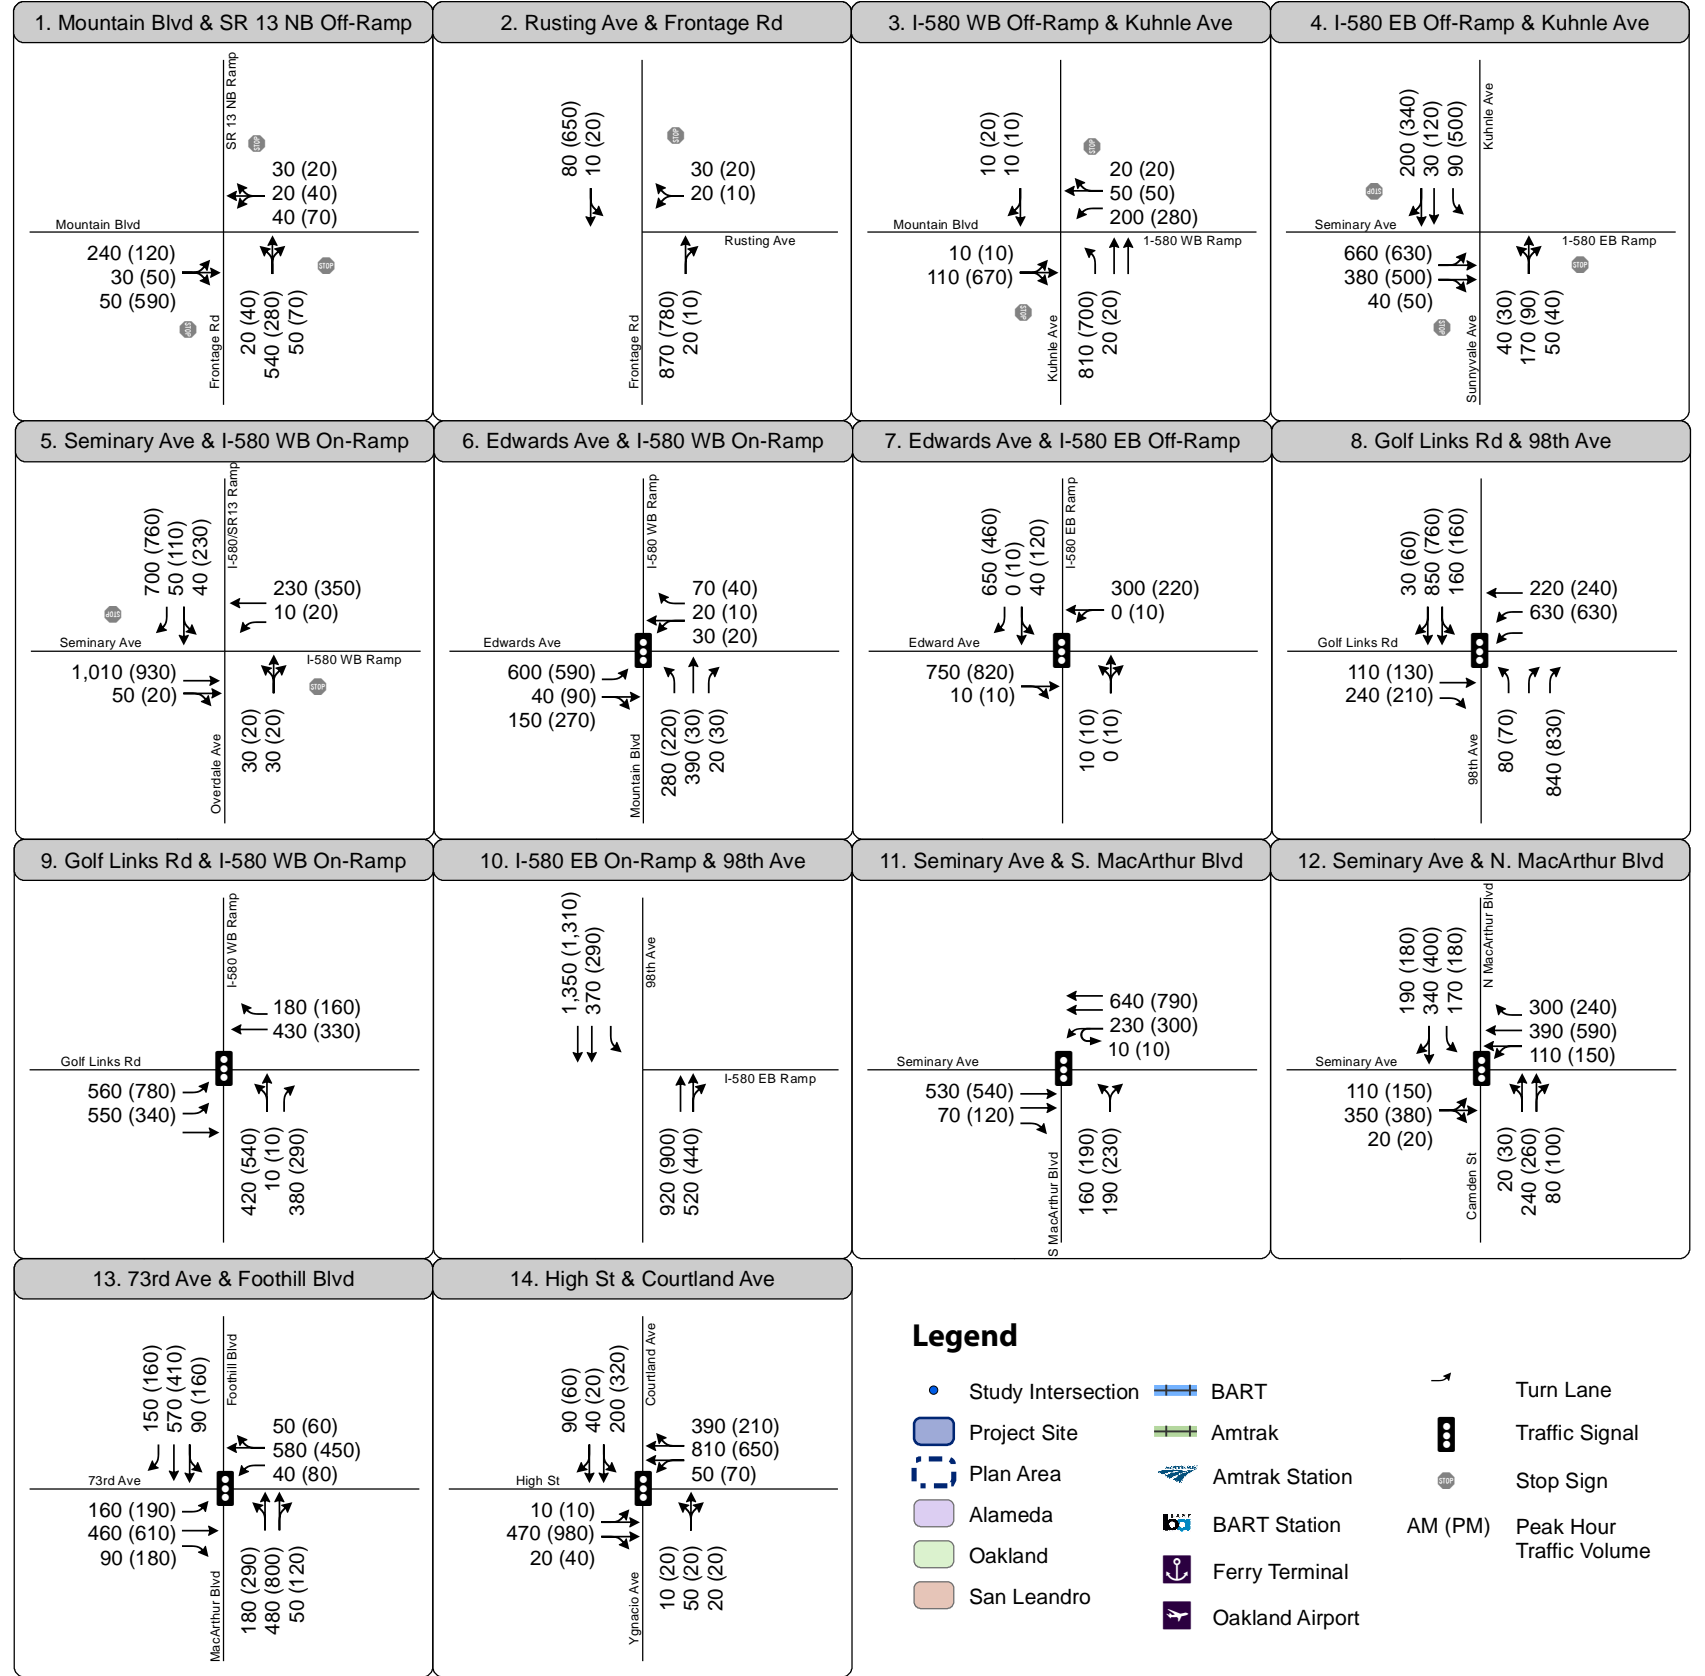 1. Mountain Blvd & SR 13 NB Off-Ramp
SR 13 NB Ramp
STOP
30 (20)
20 (40)
40 (70)
Mountain Blvd
240 (120)
30 (50)
50 (590)
STOP
STOP
Frontage Rd
20 (40)
540 (280)
50 (70)
2. Rusting Ave & Frontage Rd
80 (650)
10 (20)
STOP
30 (20)
20 (10)
Rusting Ave
Frontage Rd
870 (780)
20 (10)
3. I-580 WB Off-Ramp & Kuhnle Ave
10 (20)
10 (10)
STOP
20 (20)
50 (50)
200 (280)
Mountain Blvd
1-580 WB Ramp
10 (10)
110 (670)
STOP
Kuhnle Ave
810 (700)
20 (20)
4. I-580 EB Off-Ramp & Kuhnle Ave
200 (340)
30 (120)
90 (500)
Kuhnle Ave
STOP
Seminary Ave
1-580 EB Ramp
660 (630)
380 (500)
40 (50)
STOP
STOP
Sunnyvale Ave
40 (30)
170 (90)
50 (40)
5. Seminary Ave & I-580 WB On-Ramp
700 (760)
50 (110)
40 (230)
I-580/SR13 Ramp
STOP
230 (350)
10 (20)
Seminary Ave
I-580 WB Ramp
1,010 (930)
50 (20)
STOP
Overdale Ave
30 (20)
30 (20)
6. Edwards Ave & I-580 WB On-Ramp
I-580 WB Ramp
70 (40)
20 (10)
30 (20)
Edwards Ave
600 (590)
40 (90)
150 (270)
Mountain Blvd
280 (220)
390 (30)
20 (30)
7. Edwards Ave & I-580 EB Off-Ramp
650 (460)
0 (10)
40 (120)
I-580 EB Ramp
300 (220)
0 (10)
Edward Ave
750 (820)
10 (10)
10 (10)
0 (10)
8. Golf Links Rd & 98th Ave
30 (60)
850 (760)
160 (160)
220 (240)
630 (630)
Golf Links Rd
110 (130)
240 (210)
98th Ave
80 (70)
840 (830)
9. Golf Links Rd & I-580 WB On-Ramp
I-580 WB Ramp
180 (160)
430 (330)
Golf Links Rd
560 (780)
550 (340)
420 (540)
10 (10)
380 (290)
10. I-580 EB On-Ramp & 98th Ave
1,350 (1,310)
370 (290)
98th Ave
I-580 EB Ramp
920 (900)
520 (440)
11. Seminary Ave & S. MacArthur Blvd
640 (790)
230 (300)
10 (10)
Seminary Ave
530 (540)
70 (120)
S MacArthur Blvd
160 (190)
190 (230)
12. Seminary Ave & N. MacArthur Blvd
190 (180)
340 (400)
170 (180)
N MacArthur Blvd
300 (240)
390 (590)
110 (150)
Seminary Ave
110 (150)
350 (380)
20 (20)
Camden St
20 (30)
240 (260)
80 (100)
13. 73rd Ave & Foothill Blvd
150 (160)
570 (410)
90 (160)
Foothill Blvd
50 (60)
580 (450)
40 (80)
73rd Ave
160 (190)
460 (610)
90 (180)
MacArthur Blvd
180 (290)
480 (800)
50 (120)
14. High St & Courtland Ave
90 (60)
40 (20)
200 (320)
Courtland Ave
390 (210)
810 (650)
50 (70)
High St
10 (10)
470 (980)
20 (40)
Ygnacio Ave
10 (20)
50 (20)
20 (20)
Legend
Study Intersection
Project Site
Plan Area
Alameda
Oakland
San Leandro
BART
Amtrak
Amtrak Station
BART Station
Ferry Terminal
Oakland Airport
Turn Lane
Traffic Signal
STOP
Stop Sign
AM (PM)
Peak Hour
Traffic Volume